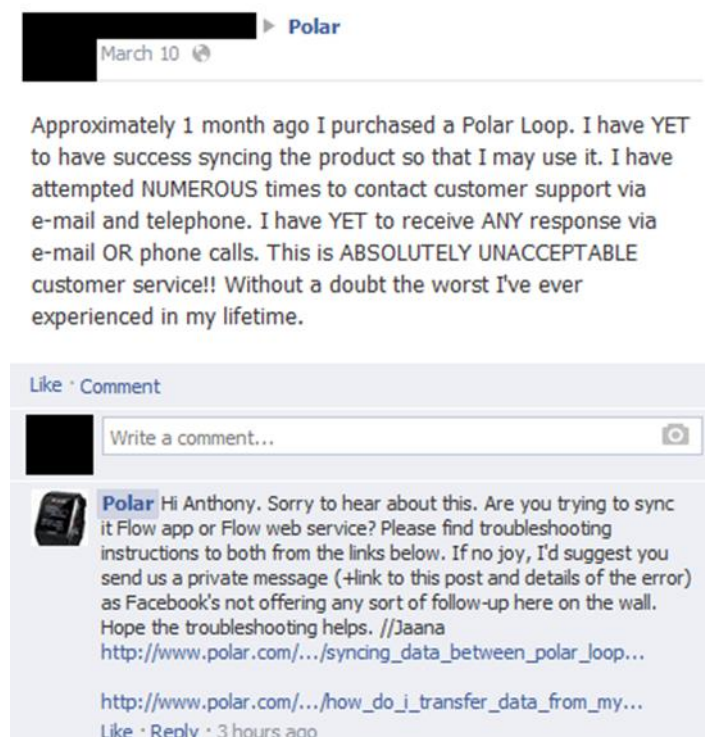 Polar
March 10
Approximately 1 month ago I purchased a Polar Loop. I have YET
to have success syncing the product so that I may use it. I have
attempted NUMEROUS times to contact customer support via
e-mail and telephone. I have YET to receive ANY response via
e-mail OR phone calls. This is ABSOLUTELY UNACCEPTABLE
customer service!! Without a doubt the worst I've ever
experienced in my lifetime.
Like · Comment
Write a comment...
Polar Hi Anthony. Sorry to hear about this. Are you trying to sync
it Flow app or Flow web service? Please find troubleshooting
instructions to both from the links below. If no joy, I'd suggest you
send us a private message (+link to this post and details of the error)
as Facebook's not offering any sort of follow-up here on the wall.
Hope the troubleshooting helps. //Jaana
http://www.polar.com/.../syncing_data_between_polar_loop...
http://www.polar.com/.../how_do_i_transfer_data_from_my...
Like · Reply · 3 hours ago